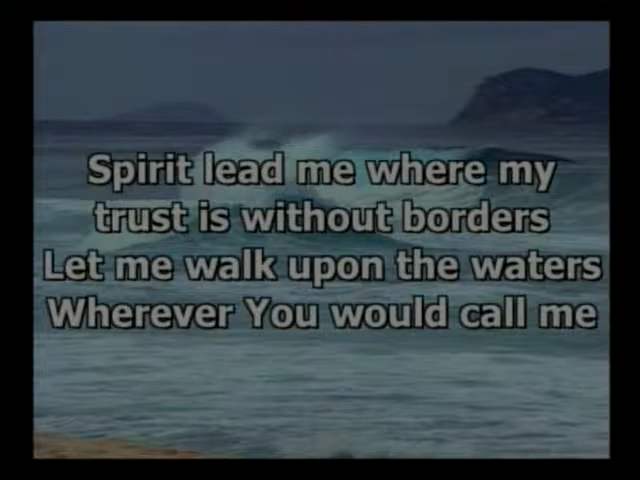 Spirit lead me where my
trust is without borders
Let me walk upon the waters
Wherever You would call me